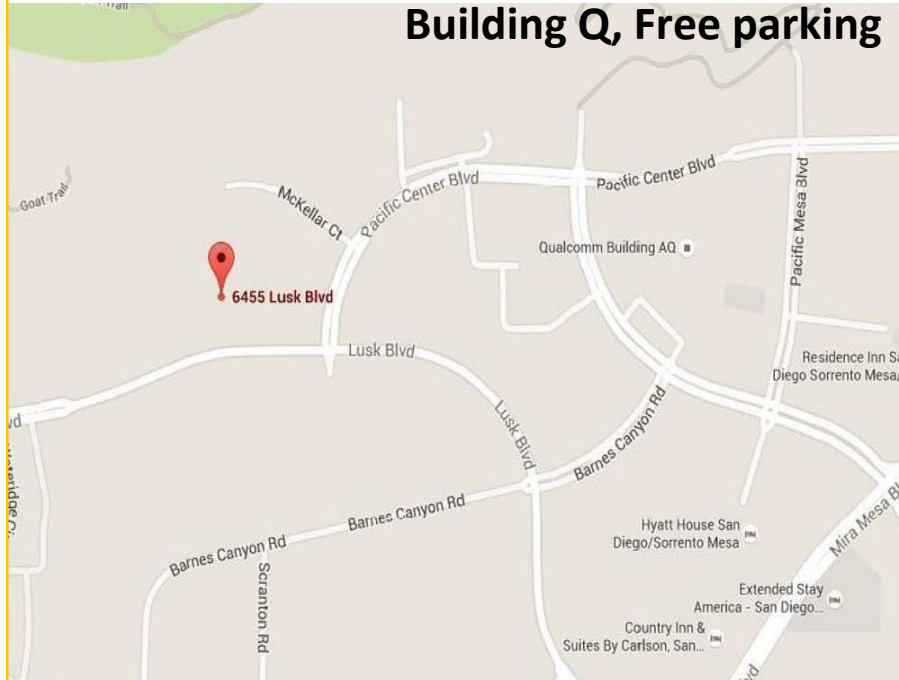 Building Q, Free parking
Trail
Goat Trail
McKellar Ct
Pacific Center Blvd
Pacific Center Blvd
Pacific Mesa Blvd
Qualcomm Building AQ
6455 Lusk Blvd
Lusk Blvd
Residence Inn
Diego Sorrento Mesa/
Lusk Blvd
Barnes Canyon Rd
Barnes Canyon Rd
Barnes Canyon Rd
Scranton Rd
Hyatt House San
Diego/Sorrento Mesa
Mira Mesa
Extended Stay
America - San Diego...
Country Inn &
Suites By Carlson, San...